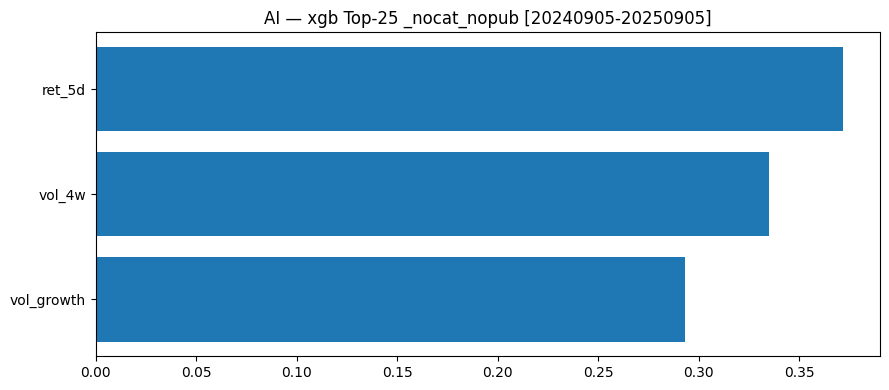 AI — xgb Top-25 _nocat_nopub [20240905-20250905]
ret_5d
vol_4w
vol_growth
0.00 0.05 0.10 0.15 0.20 0.25 0.30 0.35